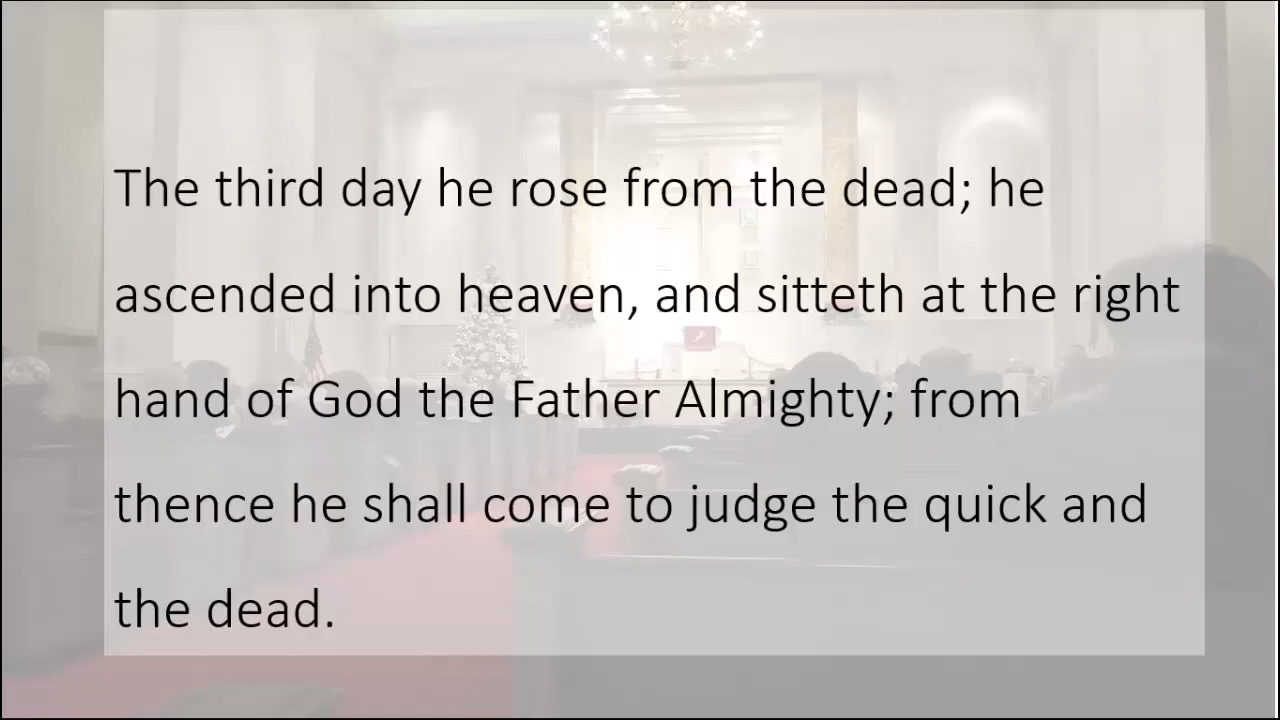 The third day he rose from the dead; he
ascended into heaven, and sitteth at the right
hand of God the Father Almighty; from
thence he shall come to judge the quick and
the dead.